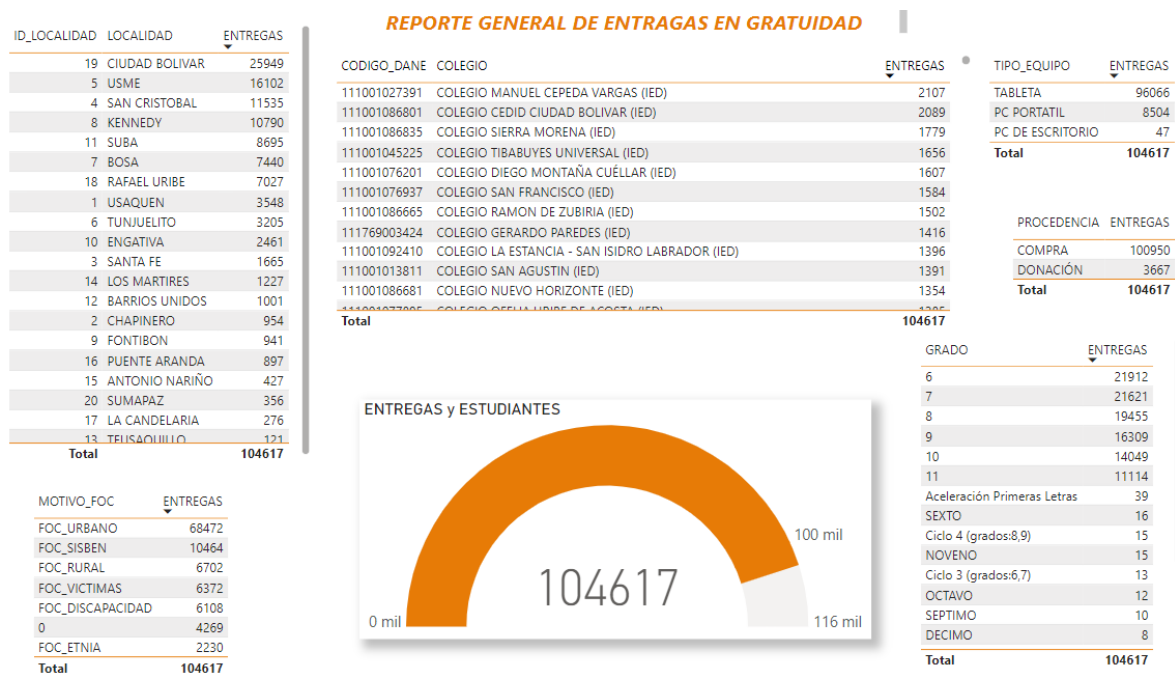 REPORTE GENERAL DE ENTRAGAS EN GRATUIDAD
ID_LOCALIDAD LOCALIDAD ENTREGAS
19 CIUDAD BOLIVAR 25949
5 USME 16102
4 SAN CRISTOBAL 11535
8 KENNEDY 10790
11 SUBA 8695
7 BOSA 7440
18 RAFAEL URIBE 7027
1 USAQUEN 3548
6 TUNJUELITO 3205
10 ENGATIVA 2461
3 SANTA FE 1665
14 LOS MARTIRES 1227
12 BARRIOS UNIDOS 1001
2 CHAPINERO 954
9 FONTIBON 941
16 PUENTE ARANDA 897
15 ANTONIO NARIÑO 427
20 SUMAPAZ 356
17 LA CANDELARIA 276
13 TEUSAQUILLO 121
Total 104617
MOTIVO_FOC ENTREGAS
FOC_URBANO 68472
FOC_SISBEN 10464
FOC_RURAL 6702
FOC_VICTIMAS 6372
FOC_DISCAPACIDAD 6108
0 4269
FOC_ETNIA 2230
Total 104617
CODIGO_DANE COLEGIO ENTREGAS
111001027391 COLEGIO MANUEL CEPEDA VARGAS (IED) 2107
111001086801 COLEGIO CEDID CIUDAD BOLIVAR (IED) 2089
111001086835 COLEGIO SIERRA MORENA (IED) 1779
111001045225 COLEGIO TIBABUYES UNIVERSAL (IED) 1656
111001076201 COLEGIO DIEGO MONTAÑA CUÉLLAR (IED) 1607
111001076937 COLEGIO SAN FRANCISCO (IED) 1584
111001086665 COLEGIO RAMON DE ZUBIRIA (IED) 1502
111769003424 COLEGIO GERARDO PAREDES (IED) 1416
111001092410 COLEGIO LA ESTANCIA - SAN ISIDRO LABRADOR (IED) 1396
111001013811 COLEGIO SAN AGUSTIN (IED) 1391
111001086681 COLEGIO NUEVO HORIZONTE (IED) 1354
COLEGIO OFELIA URIBE DE ACOSTA (IED)
Total 104617
ENTREGAS y ESTUDIANTES
100 mil
104617
0 mil 116 mil
TIPO_EQUIPO ENTREGAS
TABLETA 96066
PC PORTATIL 8504
PC DE ESCRITORIO 47
Total 104617
PROCEDENCIA ENTREGAS
COMPRA 100950
DONACIÓN 3667
Total 104617
GRADO ENTREGAS
6 21912
7 21621
8 19455
9 16309
10 14049
11 11114
Aceleración Primeras Letras 39
SEXTO 16
Ciclo 4 (grados:8,9) 15
NOVENO 15
Ciclo 3 (grados:6,7) 13
OCTAVO 12
SEPTIMO 10
DECIMO 8
Total 104617